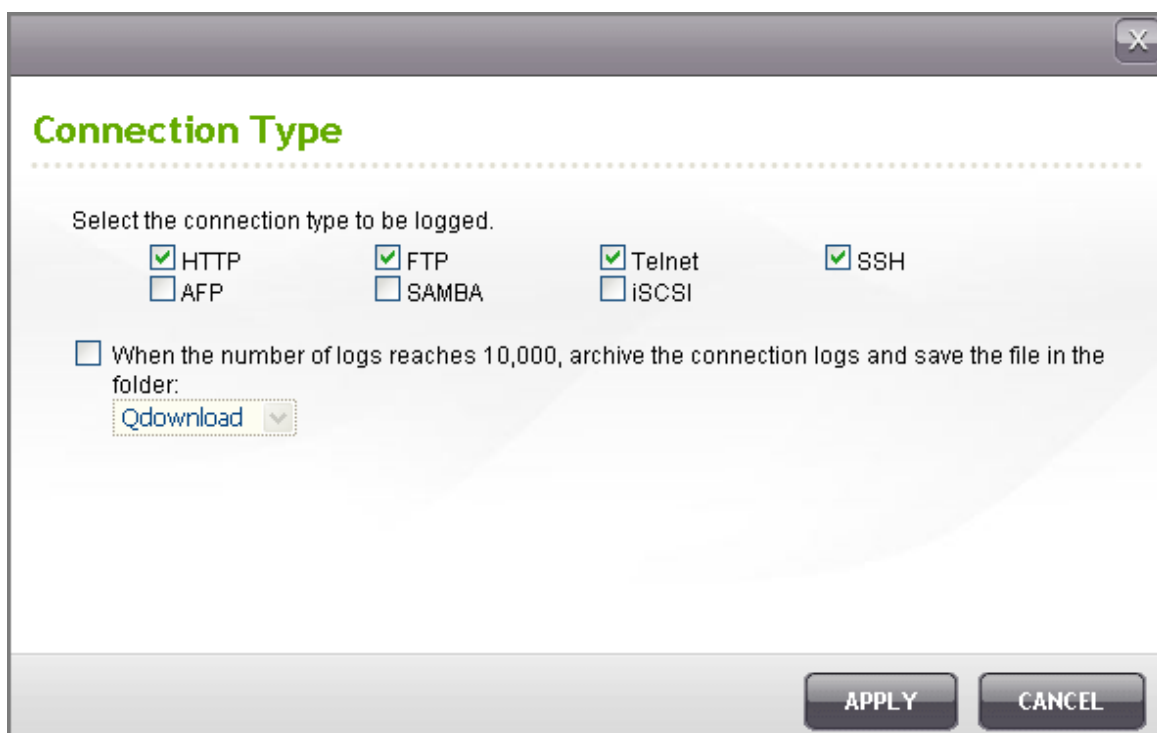 X
Connection Type
Select the connection type to be logged.
HTTP FTP Telnet SSH
AFP SAMBA iSCSI
When the number of logs reaches 10,000, archive the connection logs and save the file in the
folder:
Qdownload
APPLY CANCEL